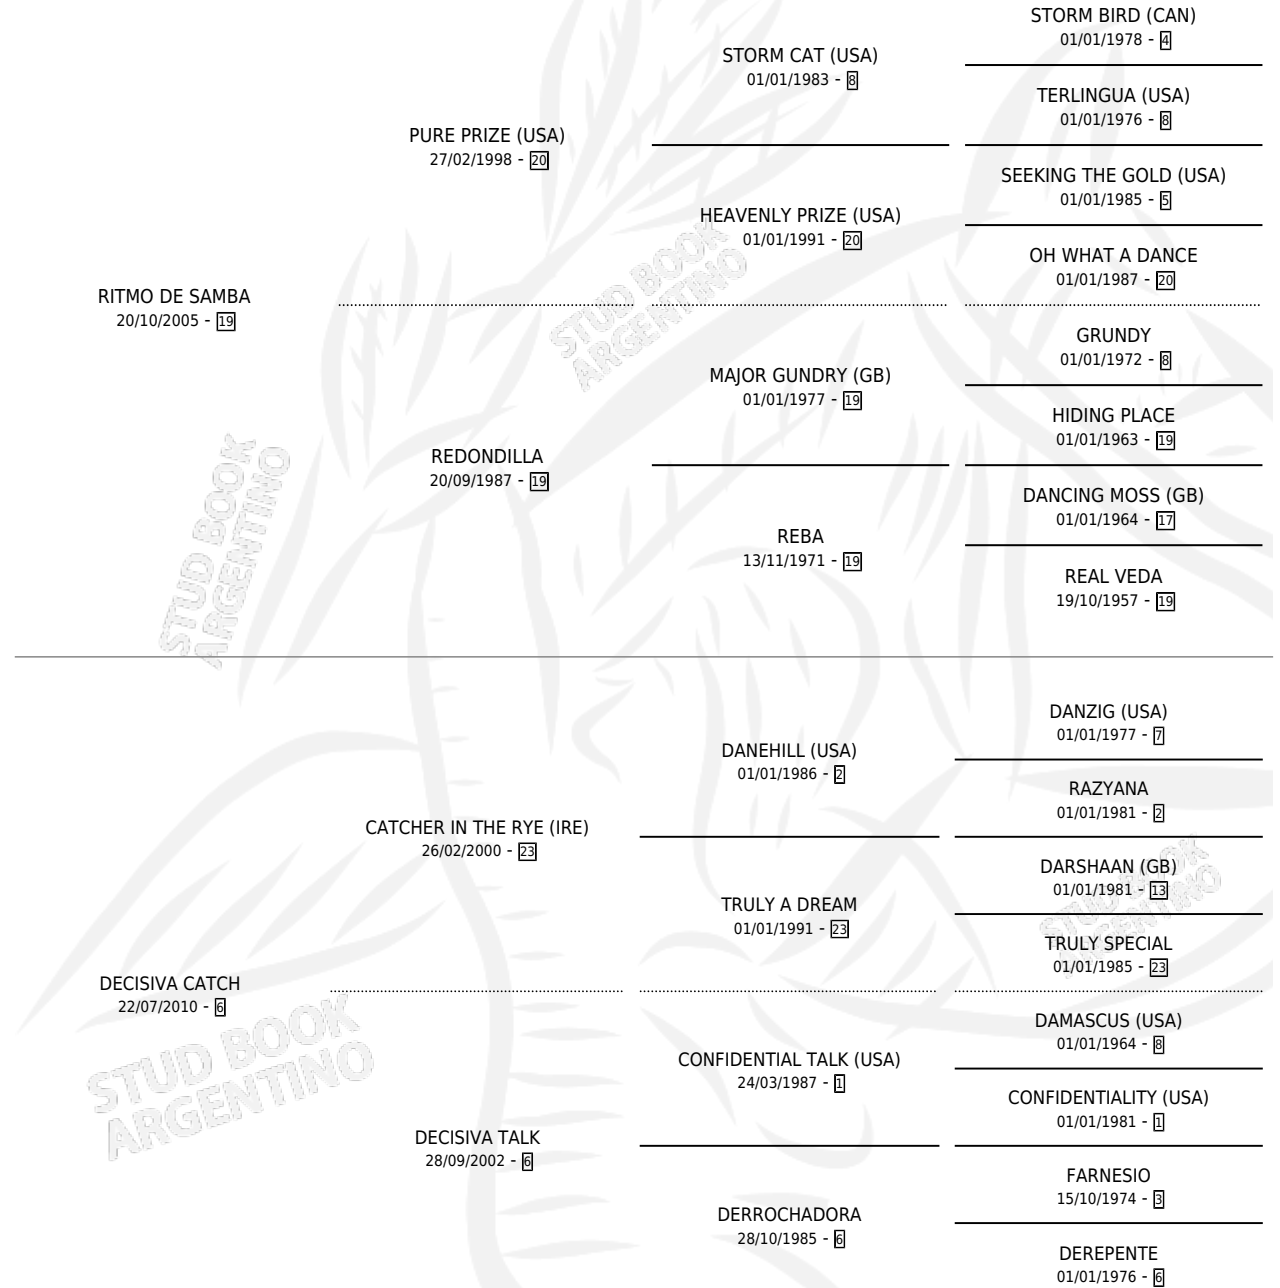 STORM BIRD (CAN)
01/01/1978 - 4
STORM CAT (USA)
01/01/1983 - 8
TERLINGUA (USA)
01/01/1976 - 8
PURE PRIZE (USA)
27/02/1998 - 20
SEEKING THE GOLD (USA)
01/01/1985 - 5
HEAVENLY PRIZE (USA)
01/01/1991 - 20
OH WHAT A DANCE
01/01/1987 - 20
RITMO DE SAMBA
20/10/2005 - 19
STUD BOOK
ARGENTINO
GRUNDY
01/01/1972 - 8
MAJOR GUNDRY (GB)
01/01/1977 - 19
HIDING PLACE
01/01/1963 - 19
REDONDILLA
20/09/1987 - 19
DANCING MOSS (GB)
01/01/1964 - 17
REBA
13/11/1971 - 19
REAL VEDA
19/10/1957 - 19
STUD BOOK
ARGENTINO
DANZIG (USA)
01/01/1977 - 7
DANEHILL (USA)
01/01/1986 - 2
RAZYANA
01/01/1981 - 2
CATCHER IN THE RYE (IRE)
26/02/2000 - 23
DARSHAAN (GB)
01/01/1981 - 13
TRULY A DREAM
01/01/1991 - 23
STUD BOOK
ARGENTINO
TRULY SPECIAL
01/01/1985 - 23
DECISIVA CATCH
22/07/2010 - 6
STUD BOOK
ARGENTINO
DAMASCUS (USA)
01/01/1964 - 8
CONFIDENTIAL TALK (USA)
24/03/1987 - 1
CONFIDENTIALITY (USA)
01/01/1981 - 1
DECISIVA TALK
28/09/2002 - 6
FARNESIO
15/10/1974 - 3
DERROCHADORA
28/10/1985 - 6
DEREPENTE
01/01/1976 - 6